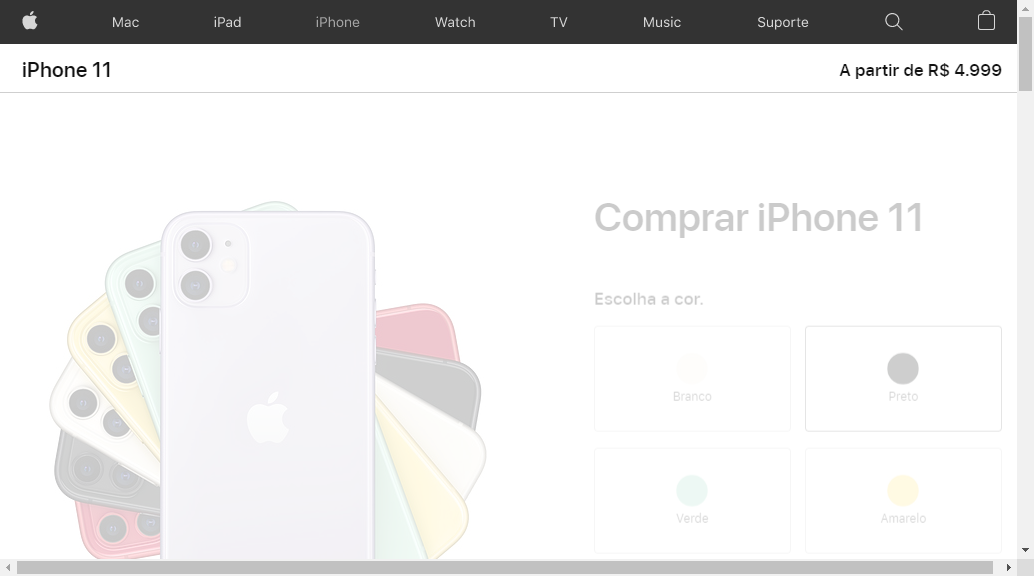 Mac iPad iPhone Watch TV Music Suporte
iPhone 11
A partir de R$ 4.999
Comprar iPhone 11
Escolha a cor.
Branco
Preto
Verde
Amarelo